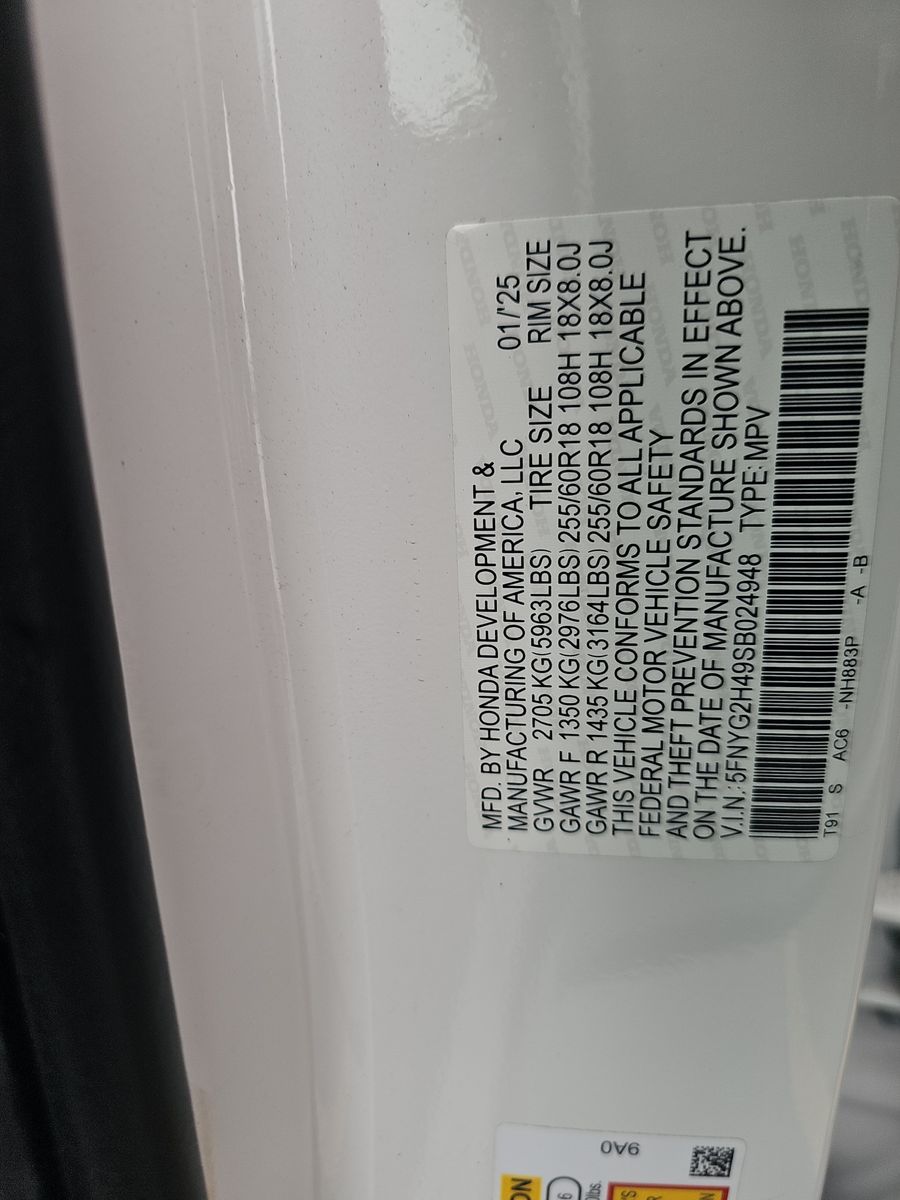 MFD. BY HONDA DEVELOPMENT &
MANUFACTURING OF AMERICA, LLC 01/'25
GVWR 2705 KG(5963LBS) TIRE SIZE RIM SIZE
GAWR F 1350 KG(2976LBS) 255/60R18 108H 18X8.0J
GAWR R 1435 KG(3164LBS) 255/60R18 108H 18X8.0J
THIS VEHICLE CONFORMS TO ALL APPLICABLE
FEDERAL MOTOR VEHICLE SAFETY
AND THEFT PREVENTION STANDARDS IN EFFECT
ON THE DATE OF MANUFACTURE SHOWN ABOVE.
V.I.N.:5FNYG2H49SB024948 TYPE: MPV
T91 S AC6 -NH883P -A -B
9A0